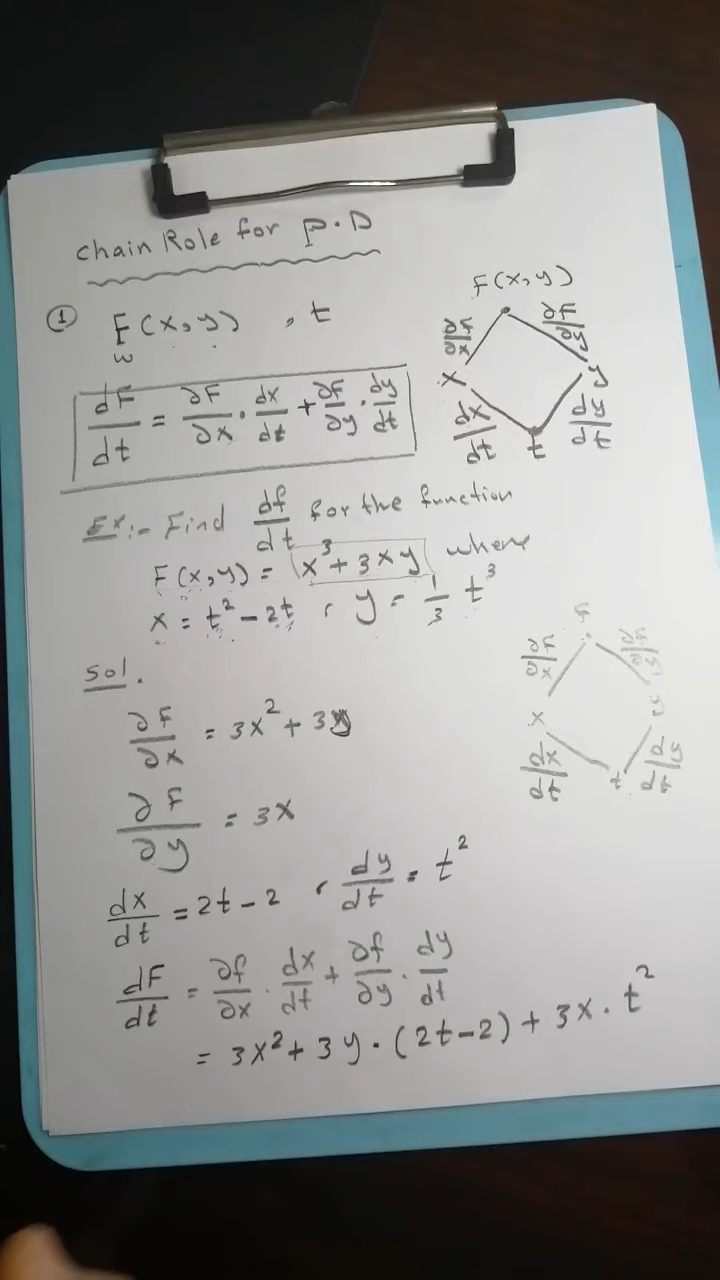 Chain Role for P.D
① F(x,y) , t
F(x,y)
∂F/∂x ∂F/∂y
x y
dx/dt t dy/dt
dF/dt = ∂F/∂x · dx/dt + ∂F/∂y · dy/dt
Ex:- Find df/dt for the function
F(x,y) = x³ + 3xy where
x = t² - 2t , y = 1/3 t³
Sol.
F
∂F/∂x ∂F/∂y
x y
dx/dt t dy/dt
∂F/∂x = 3x² + 3y
∂F/∂y = 3x
dx/dt = 2t - 2 , dy/dt = t²
dF/dt = ∂f/∂x · dx/dt + ∂f/∂y · dy/dt
= 3x² + 3y · (2t-2) + 3x · t²